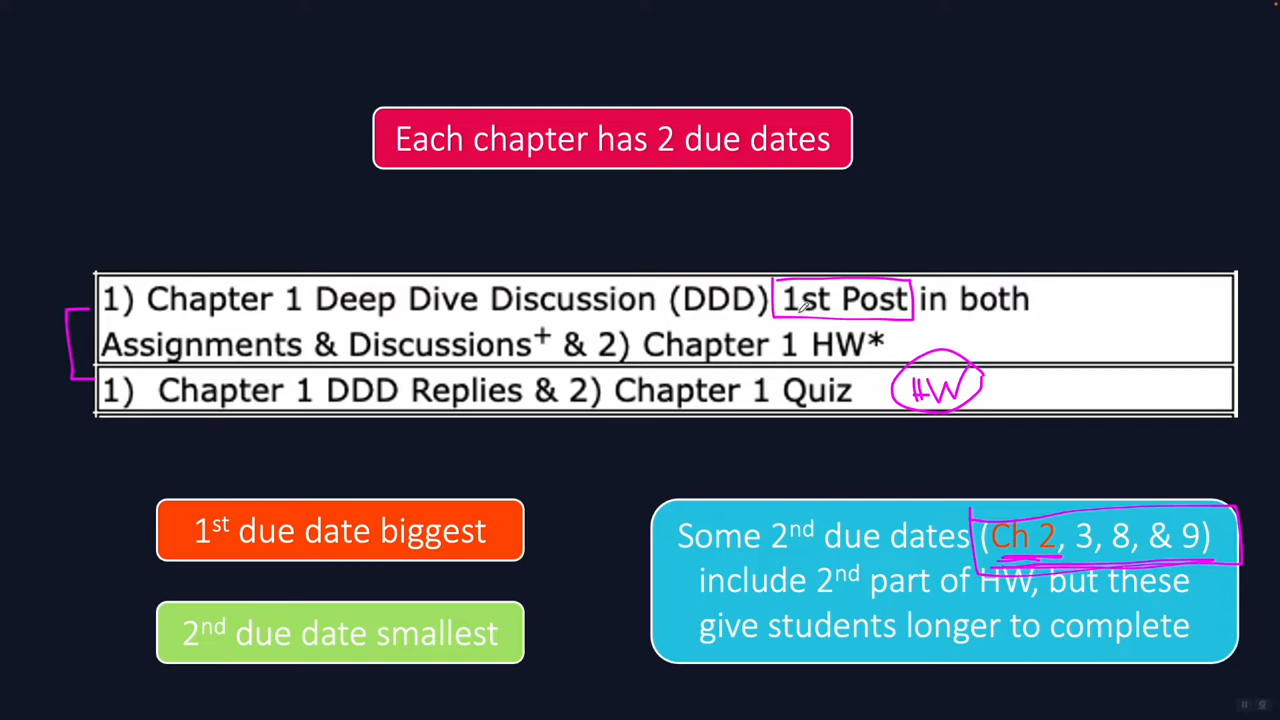 Each chapter has 2 due dates
1) Chapter 1 Deep Dive Discussion (DDD) 1st Post in both
Assignments & Discussions+ & 2) Chapter 1 HW*
1) Chapter 1 DDD Replies & 2) Chapter 1 Quiz HW
1st due date biggest
2nd due date smallest
Some 2nd due dates (Ch 2, 3, 8, & 9)
include 2nd part of HW, but these
give students longer to complete